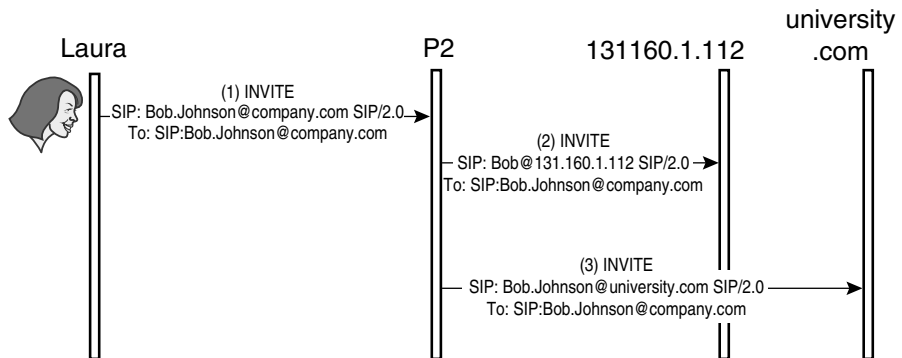 university
Laura
P2
131160.1.112
.com
(1) INVITE
SIP: Bob.Johnson@company.com SIP/2.0
To: SIP:Bob.Johnson@company.com
(2) INVITE
SIP: Bob@131.160.1.112 SIP/2.0
To: SIP:Bob.Johnson@company.com
(3) INVITE
SIP: Bob.Johnson@university.com SIP/2.0
To: SIP:Bob.Johnson@company.com